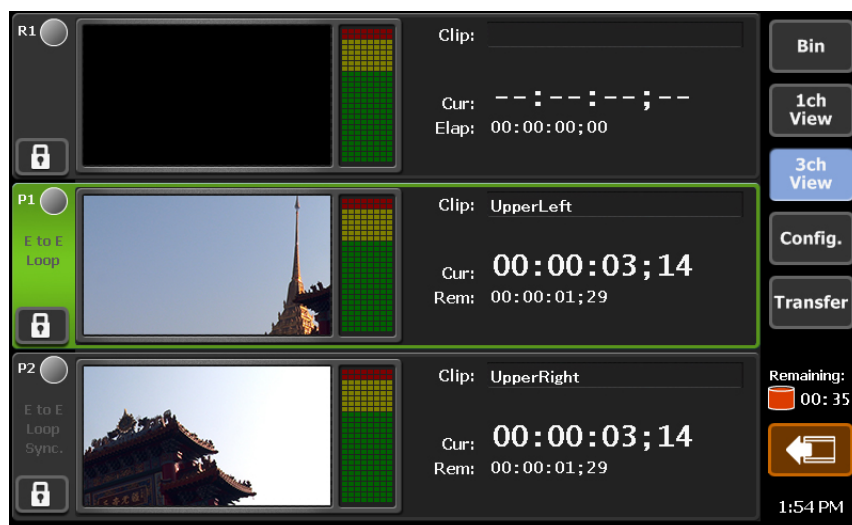 R1
Clip:
Cur: --:--:--;--
Elap: 00:00:00;00
P1
E to E
Loop
Clip: UpperLeft
Cur: 00:00:03;14
Rem: 00:00:01;29
P2
E to E
Loop
Sync.
Clip: UpperRight
Cur: 00:00:03;14
Rem: 00:00:01;29
Bin
1ch
View
3ch
View
Config.
Transfer
Remaining:
00:35
1:54 PM